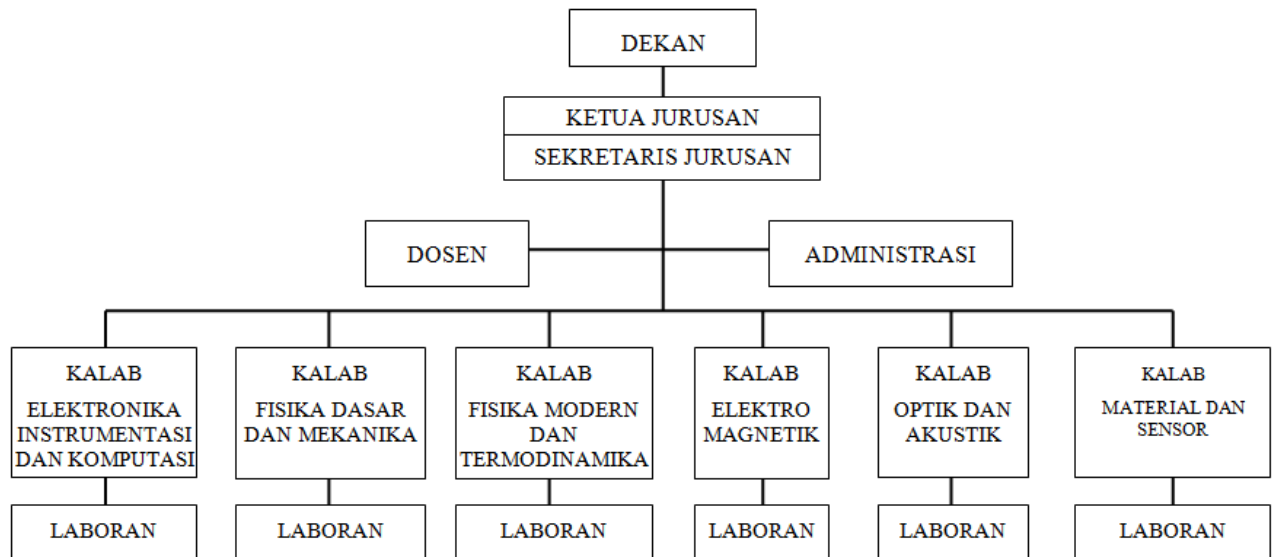 DEKAN
KETUA JURUSAN
SEKRETARIS JURUSAN
DOSEN
ADMINISTRASI
KALAB
ELEKTRONIKA
INSTRUMENTASI
DAN KOMPUTASI
KALAB
FISIKA DASAR
DAN MEKANIKA
KALAB
FISIKA MODERN
DAN
TERMODINAMIKA
KALAB
ELEKTRO
MAGNETIK
KALAB
OPTIK DAN
AKUSTIK
KALAB
MATERIAL DAN
SENSOR
LABORAN
LABORAN
LABORAN
LABORAN
LABORAN
LABORAN